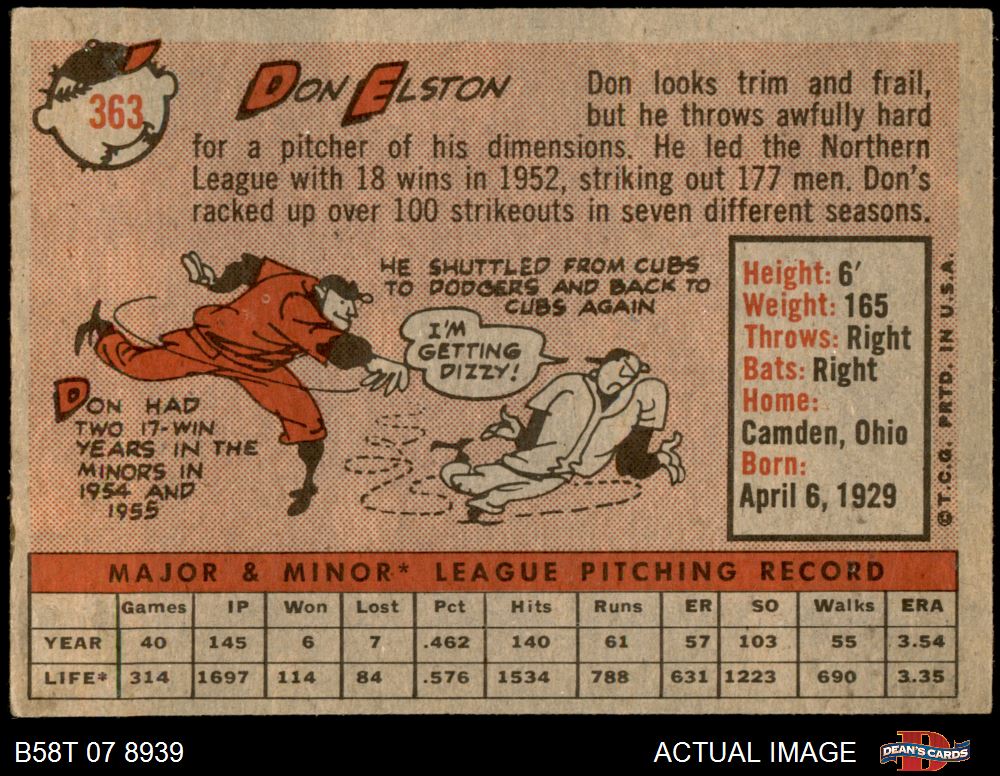 363
DON ELSTON
Don looks trim and frail,
but he throws awfully hard
for a pitcher of his dimensions. He led the Northern
League with 18 wins in 1952, striking out 177 men. Don's
racked up over 100 strikeouts in seven different seasons.
HE SHUTTLED FROM CUBS
TO DODGERS AND BACK TO
CUBS AGAIN
I'M
GETTING
DIZZY!
DON HAD
TWO 17-WIN
YEARS IN THE
MINORS IN
1954 AND
1955
Height: 6'
Weight: 165
Throws: Right
Bats: Right
Home:
Camden, Ohio
Born:
April 6, 1929
© T.C.G. PRTD. IN U.S.A.
MAJOR & MINOR* LEAGUE PITCHING RECORD
Games IP Won Lost Pct Hits Runs ER SO Walks ERA
YEAR 40 145 6 7 .462 140 61 57 103 55 3.54
LIFE* 314 1697 114 84 .576 1534 788 631 1223 690 3.35
B58T 07 8939
ACTUAL IMAGE
DEAN'S CARDS